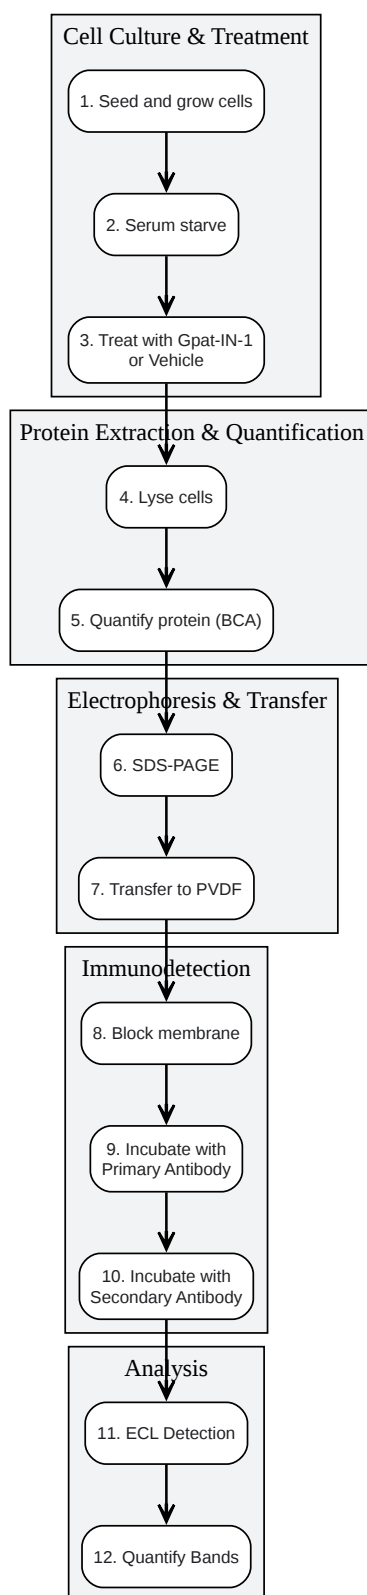 Cell Culture & Treatment
1. Seed and grow cells
2. Serum starve
3. Treat with Gpat-IN-1
or Vehicle
Protein Extraction & Quantification
4. Lyse cells
5. Quantify protein (BCA)
Electrophoresis & Transfer
6. SDS-PAGE
7. Transfer to PVDF
Immunodetection
8. Block membrane
9. Incubate with
Primary Antibody
10. Incubate with
Secondary Antibody
Analysis
11. ECL Detection
12. Quantify Bands